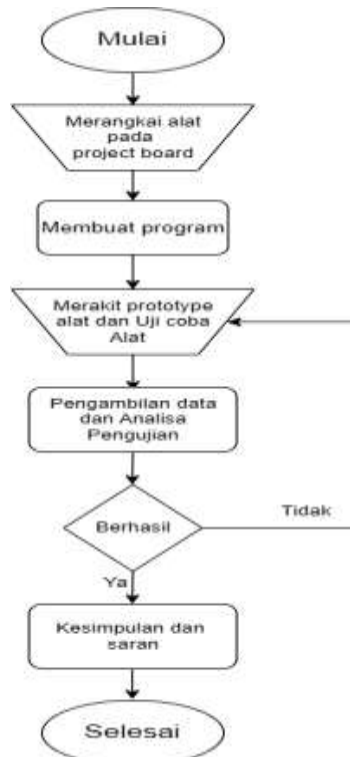 Mulai
Merangkai alat
pada
project board
Membuat program
Merakit prototype
alat dan Uji coba
Alat
Pengambilan data
dan Analisa
Pengujian
Berhasil
Tidak
Ya
Kesimpulan dan
saran
Selesai